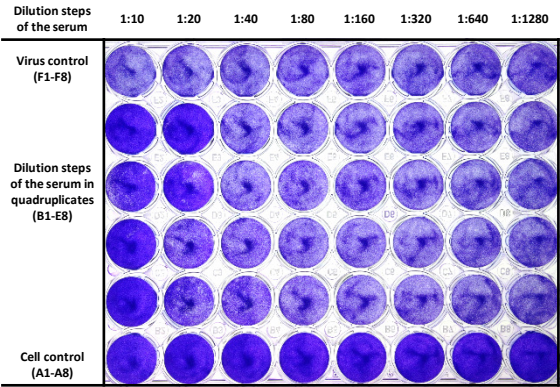 Dilution steps
of the serum
1:10 1:20 1:40 1:80 1:160 1:320 1:640 1:1280
Virus control
(F1-F8)
Dilution steps
of the serum in
quadruplicates
(B1-E8)
Cell control
(A1-A8)